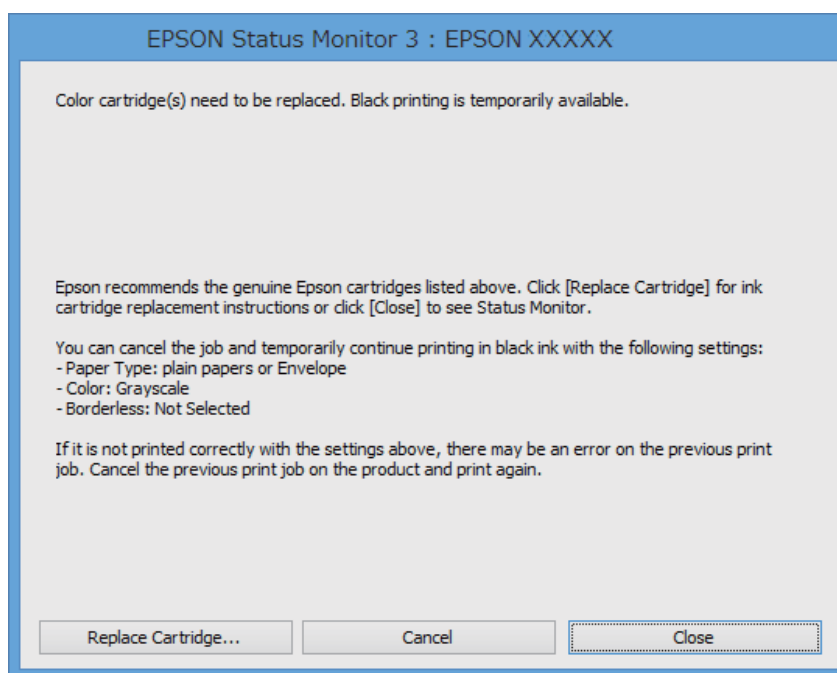 EPSON Status Monitor 3 : EPSON XXXXX
Color cartridge(s) need to be replaced. Black printing is temporarily available.
Epson recommends the genuine Epson cartridges listed above. Click [Replace Cartridge] for ink
cartridge replacement instructions or click [Close] to see Status Monitor.
You can cancel the job and temporarily continue printing in black ink with the following settings:
- Paper Type: plain papers or Envelope
- Color: Grayscale
- Borderless: Not Selected
If it is not printed correctly with the settings above, there may be an error on the previous print
job. Cancel the previous print job on the product and print again.
Replace Cartridge...
Cancel
Close